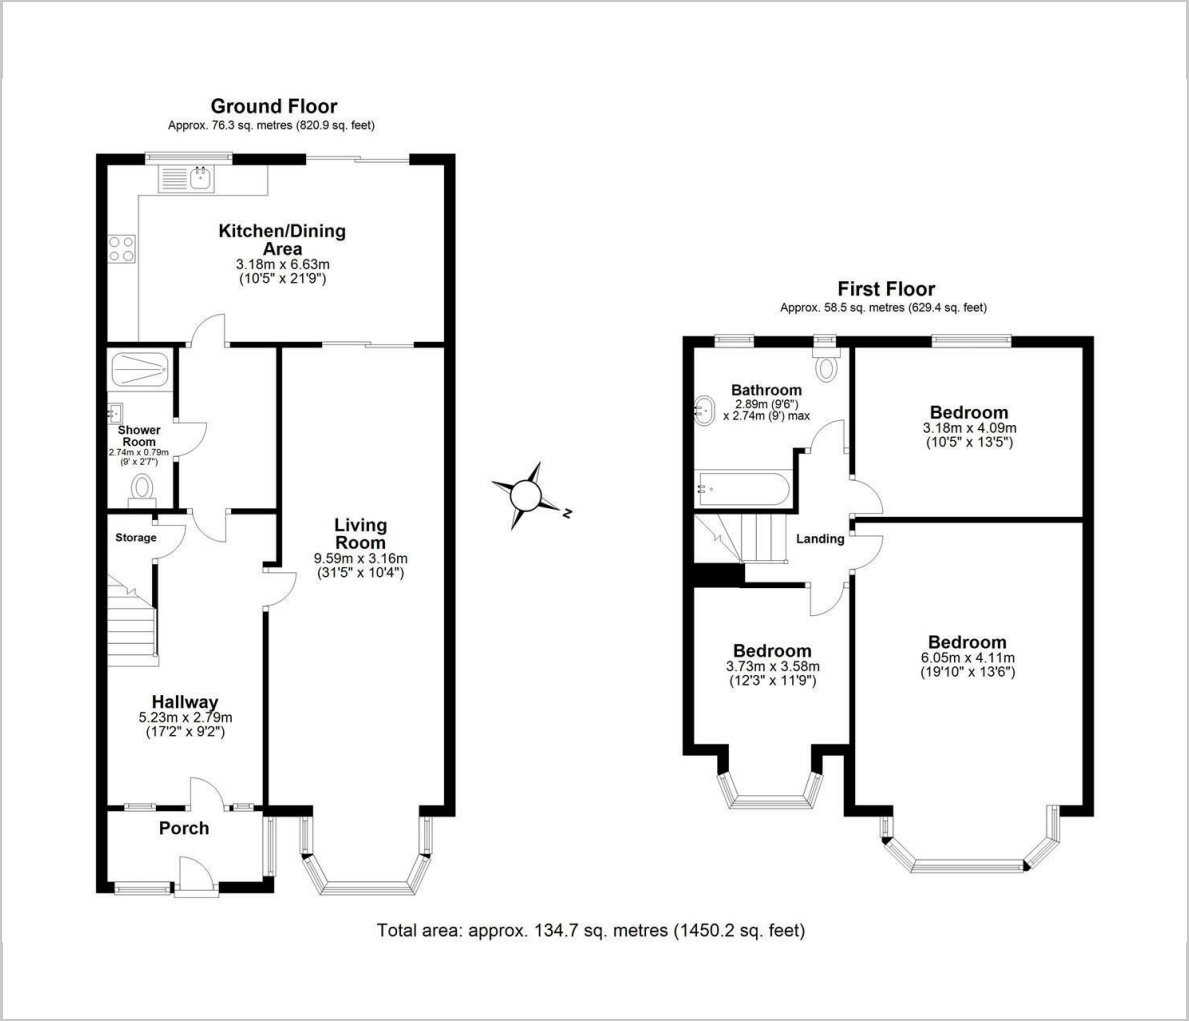 Ground Floor
Approx. 76.3 sq. metres (820.9 sq. feet)
Kitchen/Dining
Area
3.18m x 6.63m
(10'5" x 21'9")
Shower
Room
2.74m x 0.79m
(9' x 2'7")
Storage
Living
Room
9.59m x 3.16m
(31'5" x 10'4")
Hallway
5.23m x 2.79m
(17'2" x 9'2")
Porch
N
First Floor
Approx. 58.5 sq. metres (629.4 sq. feet)
Bathroom
2.89m (9'6")
x 2.74m (9') max
Bedroom
3.18m x 4.09m
(10'5" x 13'5")
Landing
Bedroom
3.73m x 3.58m
(12'3" x 11'9")
Bedroom
6.05m x 4.11m
(19'10" x 13'6")
Total area: approx. 134.7 sq. metres (1450.2 sq. feet)